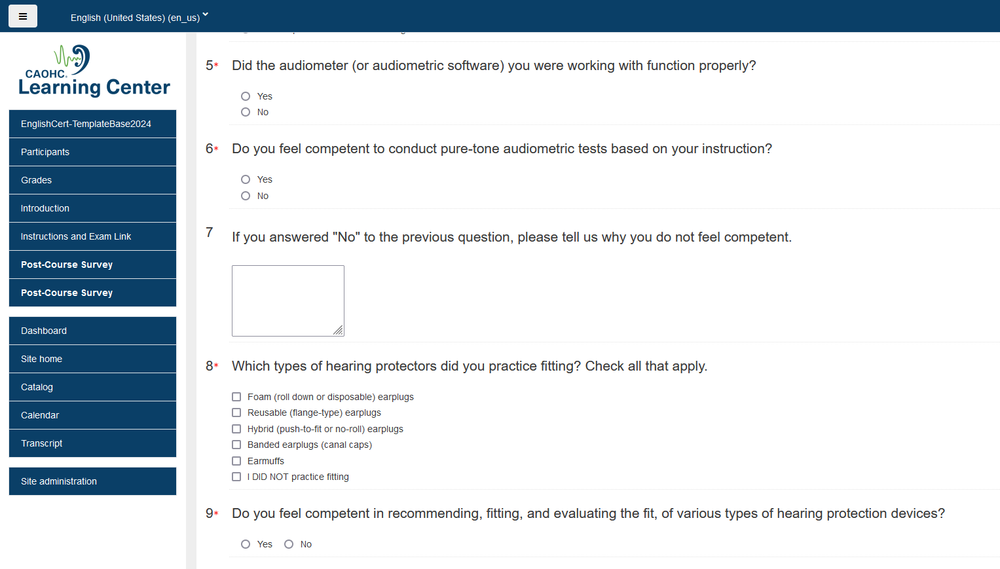 English (United States) (en_us)
CAOHC.
Learning Center
EnglishCert-TemplateBase2024
Participants
Grades
Introduction
Instructions and Exam Link
Post-Course Survey
Post-Course Survey
Dashboard
Site home
Catalog
Calendar
Transcript
Site administration
5* Did the audiometer (or audiometric software) you were working with function properly?
Yes
No
6* Do you feel competent to conduct pure-tone audiometric tests based on your instruction?
Yes
No
7 If you answered "No" to the previous question, please tell us why you do not feel competent.
8* Which types of hearing protectors did you practice fitting? Check all that apply.
Foam (roll down or disposable) earplugs
Reusable (flange-type) earplugs
Hybrid (push-to-fit or no-roll) earplugs
Banded earplugs (canal caps)
Earmuffs
I DID NOT practice fitting
9* Do you feel competent in recommending, fitting, and evaluating the fit, of various types of hearing protection devices?
Yes No